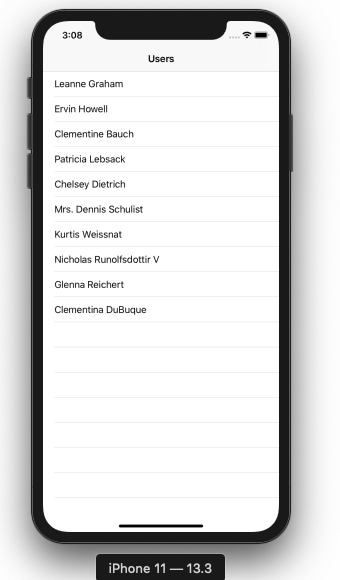 3:08
Users
Leanne Graham
Ervin Howell
Clementine Bauch
Patricia Lebsack
Chelsey Dietrich
Mrs. Dennis Schulist
Kurtis Weissnat
Nicholas Runolfsdottir V
Glenna Reichert
Clementina DuBuque
iPhone 11 — 13.3